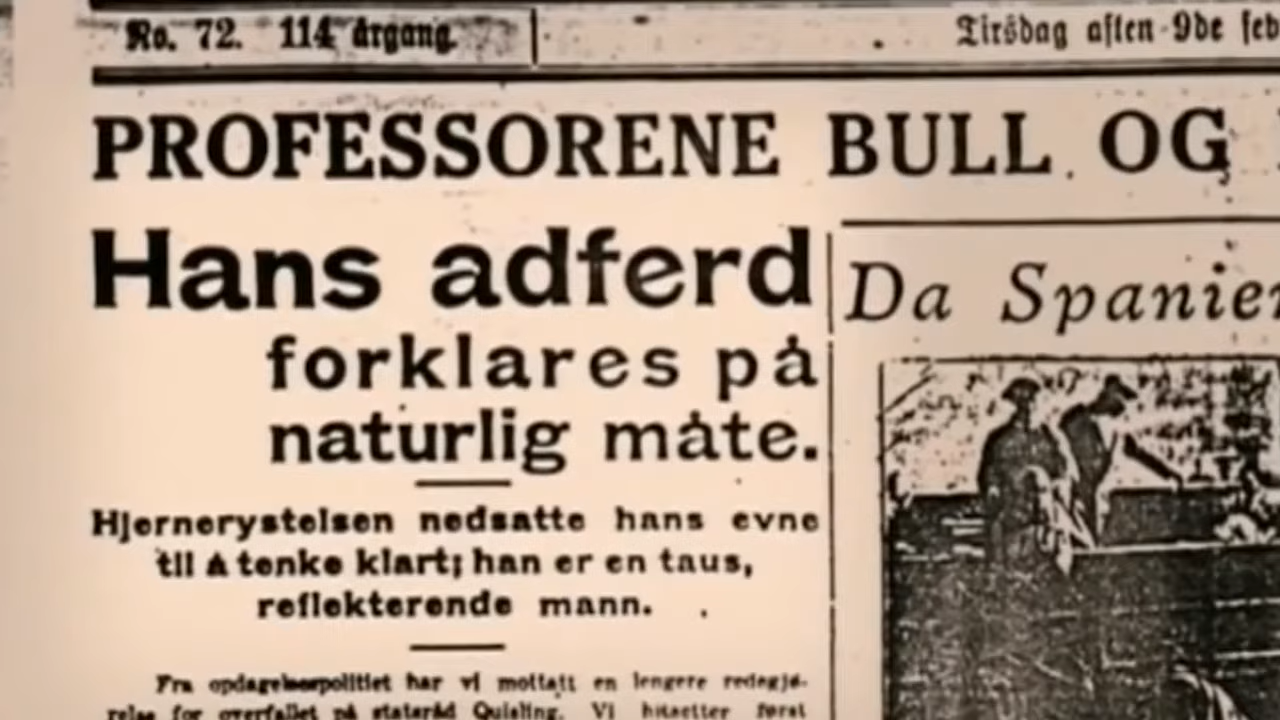 No. 72. 114 årgang.
Tirsdag aften 9de feb
PROFESSORENE BULL OG
Hans adferd
forklares på
naturlig måte.
Hjernerystelsen nedsatte hans evne
til å tenke klart; han er en taus,
reflekterende mann.
Fra opdagelsespolitiet har vi mottatt en lengere redegjø-
relse for overfallet på statsråd Quisling. Vi hitsetter først
Da Spanier